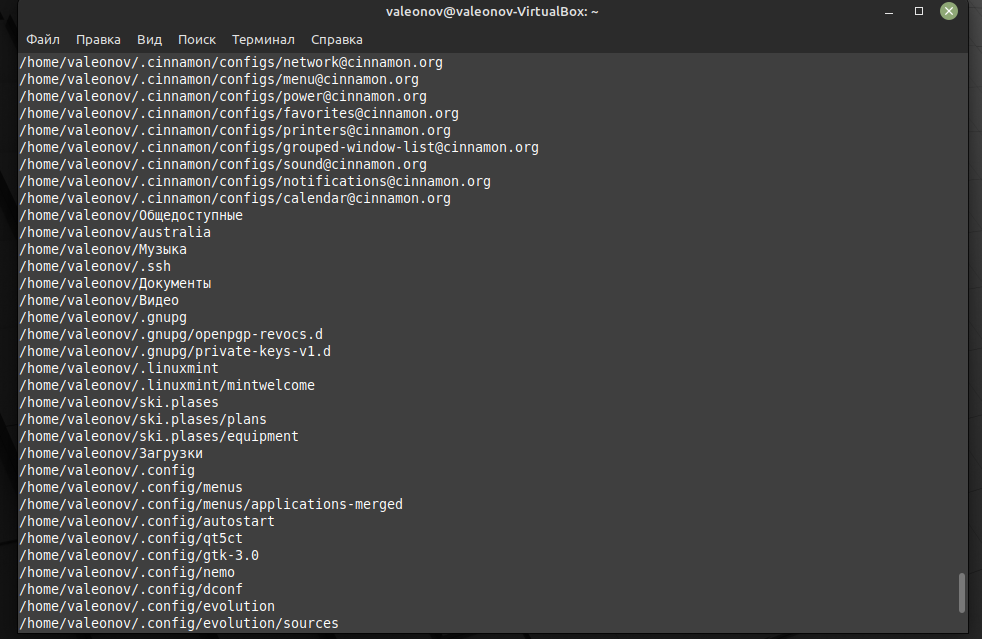 valeonov@valeonov-VirtualBox: ~
Файл Правка Вид Поиск Терминал Справка
/home/valeonov/.cinnamon/configs/network@cinnamon.org
/home/valeonov/.cinnamon/configs/menu@cinnamon.org
/home/valeonov/.cinnamon/configs/power@cinnamon.org
/home/valeonov/.cinnamon/configs/favorites@cinnamon.org
/home/valeonov/.cinnamon/configs/printers@cinnamon.org
/home/valeonov/.cinnamon/configs/grouped-window-list@cinnamon.org
/home/valeonov/.cinnamon/configs/sound@cinnamon.org
/home/valeonov/.cinnamon/configs/notifications@cinnamon.org
/home/valeonov/.cinnamon/configs/calendar@cinnamon.org
/home/valeonov/Общедоступные
/home/valeonov/australia
/home/valeonov/Музыка
/home/valeonov/.ssh
/home/valeonov/Документы
/home/valeonov/Видео
/home/valeonov/.gnupg
/home/valeonov/.gnupg/openpgp-revocs.d
/home/valeonov/.gnupg/private-keys-v1.d
/home/valeonov/.linuxmint
/home/valeonov/.linuxmint/mintwelcome
/home/valeonov/ski.plases
/home/valeonov/ski.plases/plans
/home/valeonov/ski.plases/equipment
/home/valeonov/Загрузки
/home/valeonov/.config
/home/valeonov/.config/menus
/home/valeonov/.config/menus/applications-merged
/home/valeonov/.config/autostart
/home/valeonov/.config/qt5ct
/home/valeonov/.config/gtk-3.0
/home/valeonov/.config/nemo
/home/valeonov/.config/dconf
/home/valeonov/.config/evolution
/home/valeonov/.config/evolution/sources